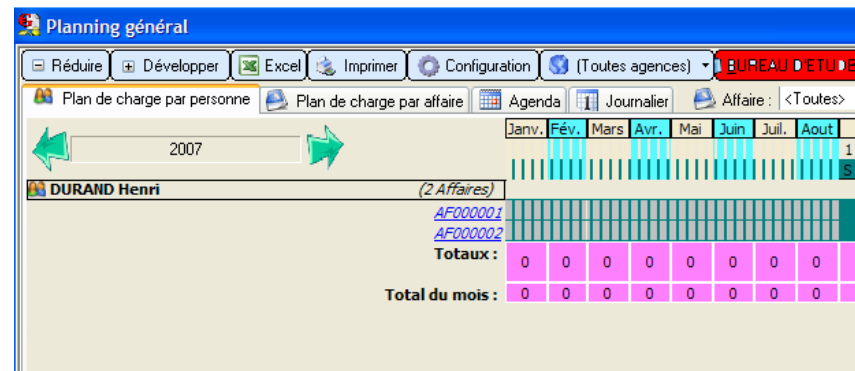 Planning général
Réduire Développer Excel Imprimer Configuration (Toutes agences) BUREAU D'ETUDE
Plan de charge par personne Plan de charge par affaire Agenda Journalier Affaire : <Toutes>
Janv. Fév. Mars Avr. Mai Juin Juil. Aout
2007 1
S
DURAND Henri (2 Affaires)
AF000001
AF000002
Totaux : 0 0 0 0 0 0 0 0
Total du mois : 0 0 0 0 0 0 0 0